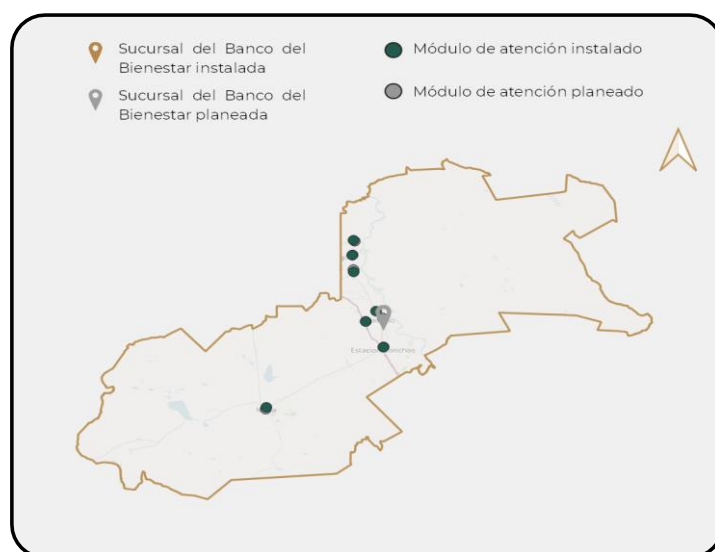 Sucursal del Banco del
Bienestar instalada
Módulo de atención instalado
Sucursal del Banco del
Bienestar planeada
Módulo de atención planeado